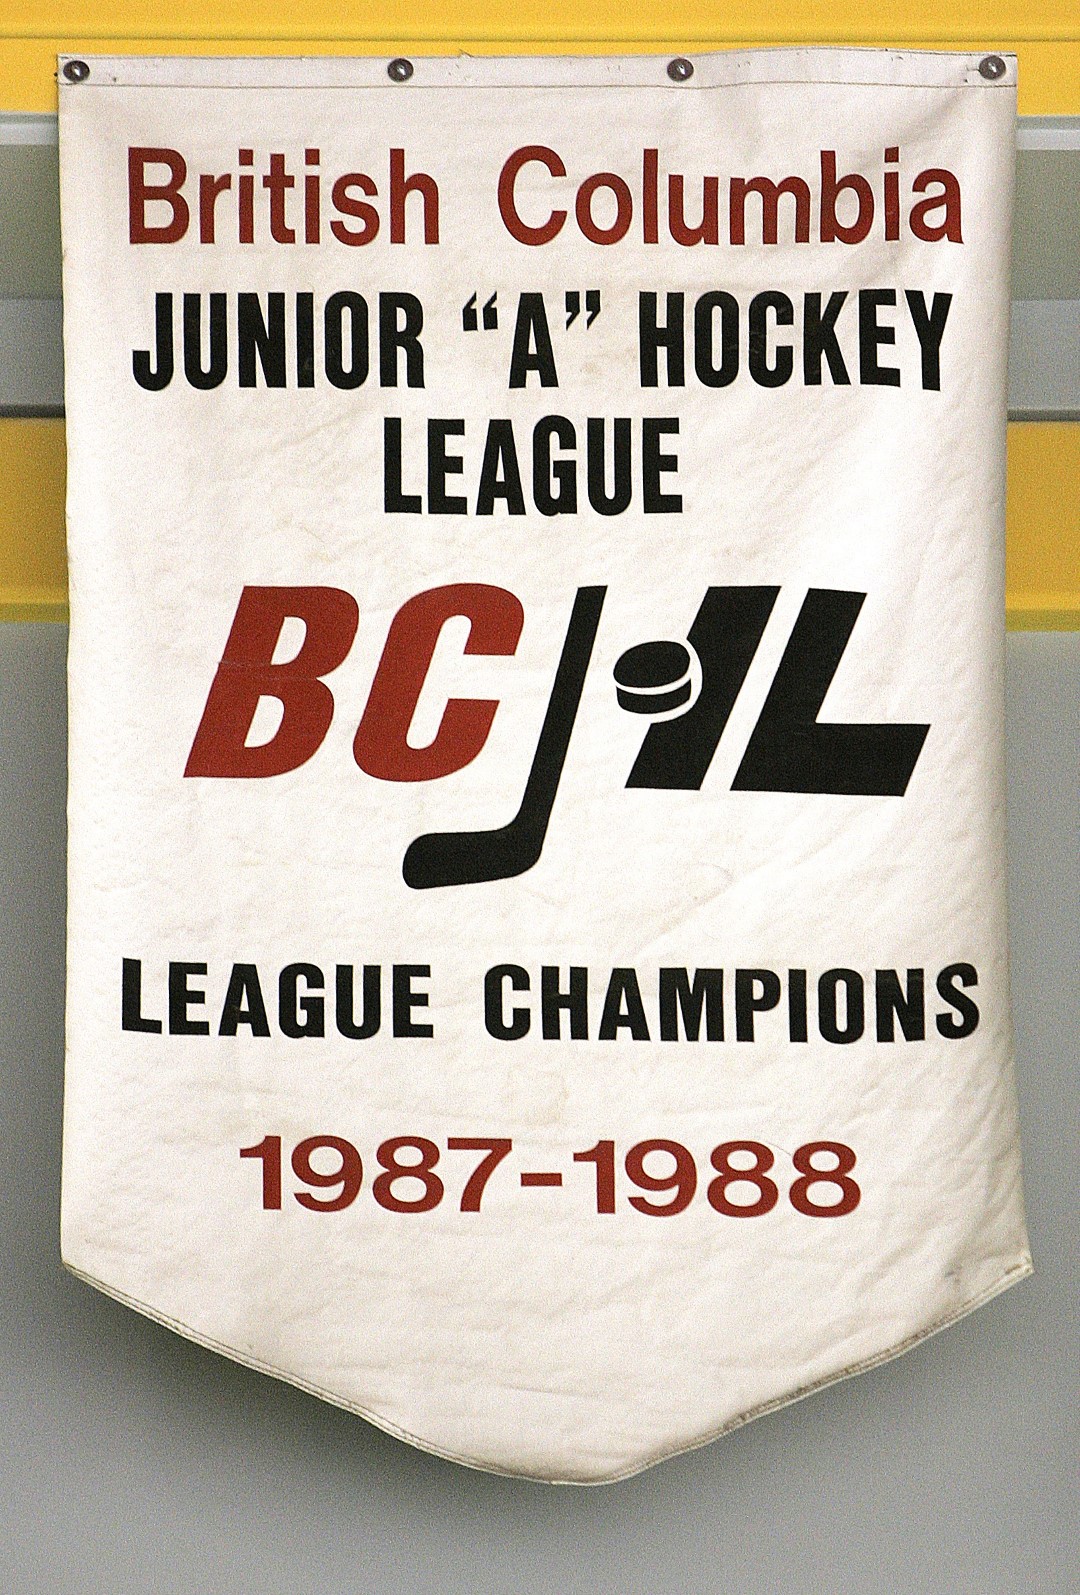 British Columbia
JUNIOR “A” HOCKEY
LEAGUE
BCJHL
LEAGUE CHAMPIONS
1987-1988